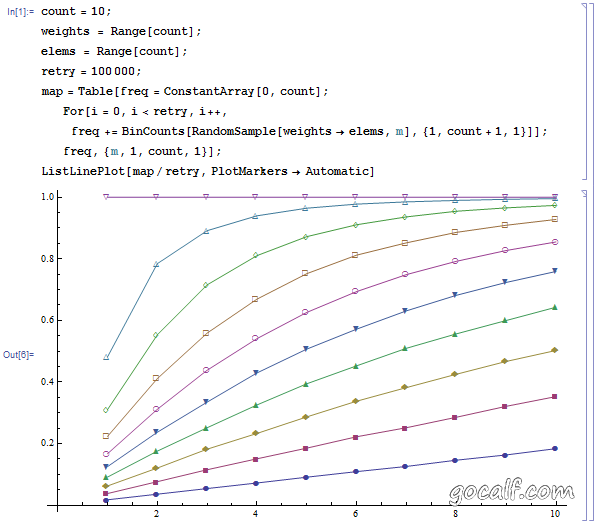 In[1]:= count = 10;
weights = Range[count];
elems = Range[count];
retry = 100 000;
map = Table[freq = ConstantArray[0, count];
For[i = 0, i < retry, i++,
freq += BinCounts[RandomSample[weights → elems, m], {1, count + 1, 1}]];
freq, {m, 1, count, 1}];
ListLinePlot[map / retry, PlotMarkers → Automatic]
1.0
0.8
0.6
Out[6]=
0.4
0.2
2 4 6 8 10
gocalf.com